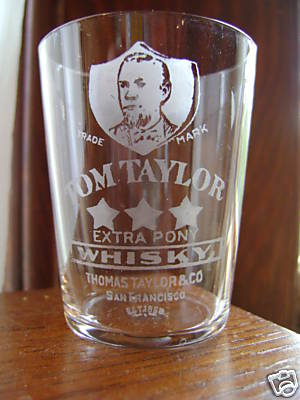 TRADE MARK
TOM TAYLOR
EXTRA PONY
WHISKY
THOMAS TAYLOR & CO
SAN FRANCISCO